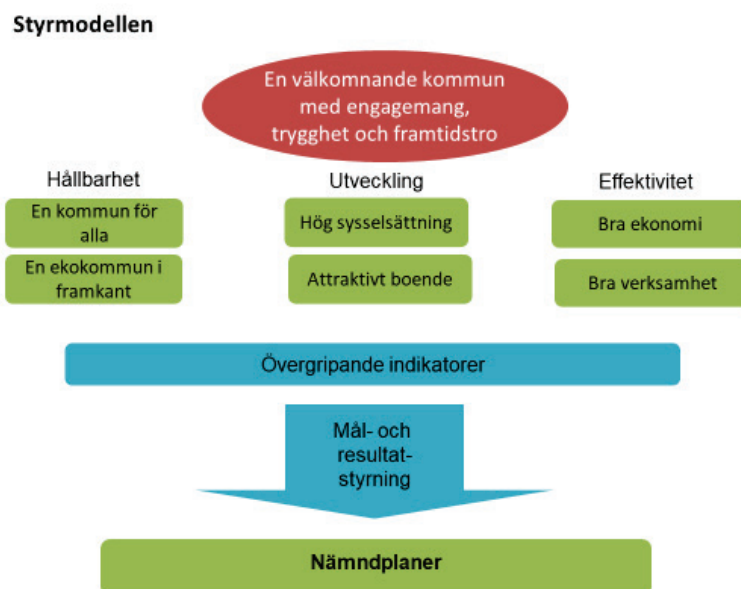 Styrmodellen
En välkomnande kommun
med engagemang,
trygghet och framtidstro
Hållbarhet
En kommun för
alla
En ekokommun i
framkant
Utveckling
Hög sysselsättning
Attraktivt boende
Effektivitet
Bra ekonomi
Bra verksamhet
Övergripande indikatorer
Mål- och
resultat-
styrning
Nämndplaner